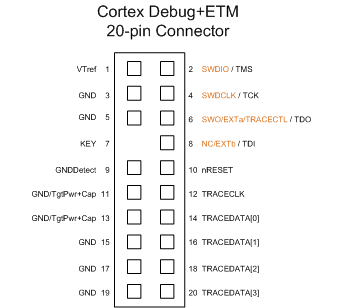 Cortex Debug+ETM
20-pin Connector
VTref 1 2 SWDIO / TMS
GND 3 4 SWDCLK / TCK
GND 5 6 SWO/EXTa/TRACECTL / TDO
KEY 7 8 NC/EXTb / TDI
GNDDetect 9 10 nRESET
GND/TgtPwr+Cap 11 12 TRACECLK
GND/TgtPwr+Cap 13 14 TRACEDATA[0]
GND 15 16 TRACEDATA[1]
GND 17 18 TRACEDATA[2]
GND 19 20 TRACEDATA[3]